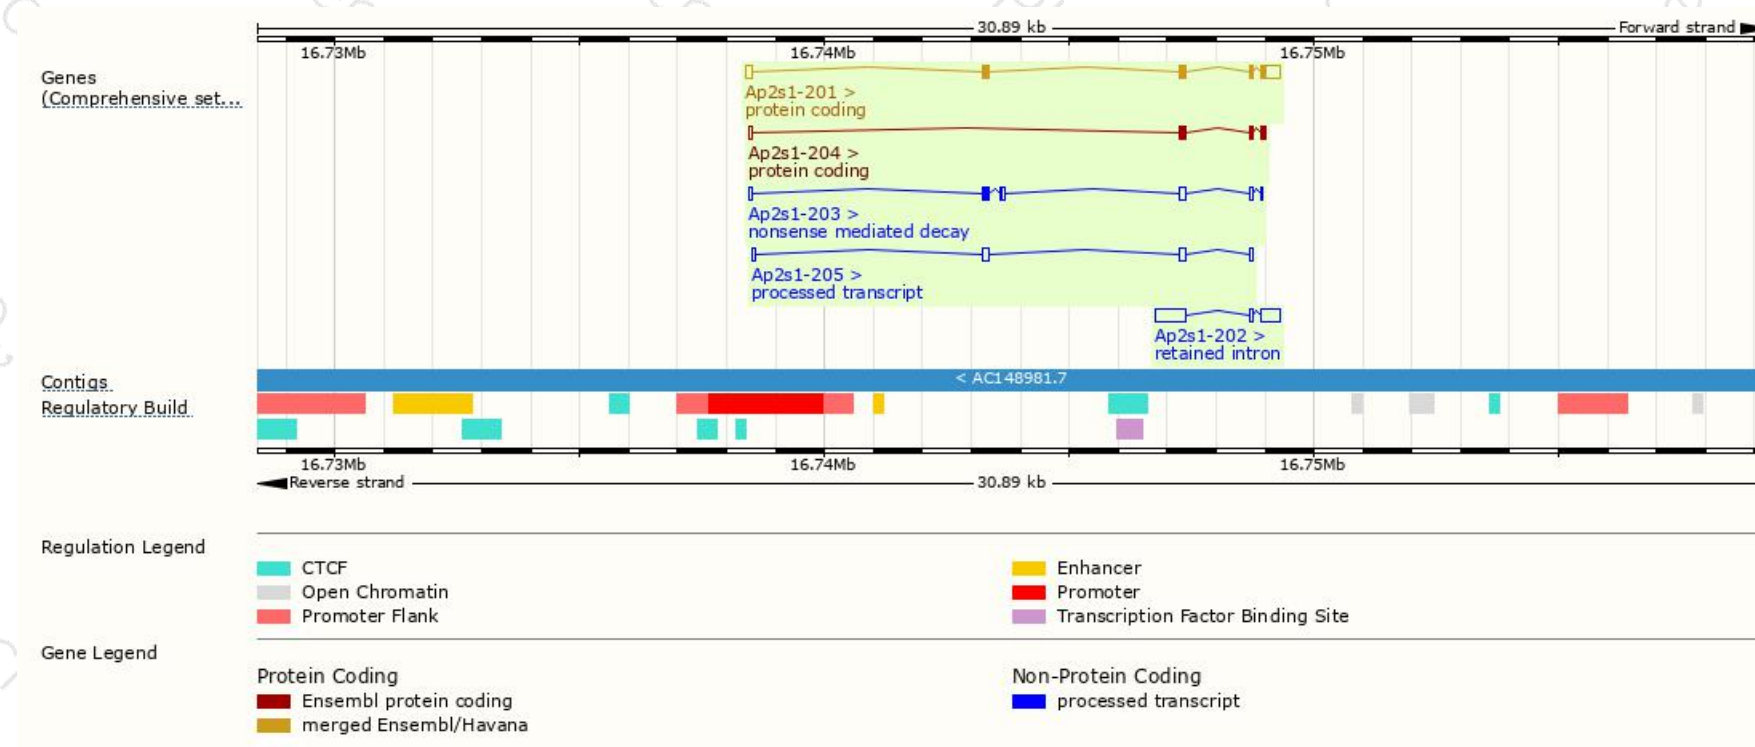 30.89 kb Forward strand
16.73Mb 16.74Mb 16.75Mb
Genes
(Comprehensive set...
Ap2s1-201 >
protein coding
Ap2s1-204 >
protein coding
Ap2s1-203 >
nonsense mediated decay
Ap2s1-205 >
processed transcript
Ap2s1-202 >
retained intron
Contigs < AC148981.7
Regulatory Build
16.73Mb 16.74Mb 16.75Mb
Reverse strand 30.89 kb
Regulation Legend
CTCF Enhancer
Open Chromatin Promoter
Promoter Flank Transcription Factor Binding Site
Gene Legend
Protein Coding Non-Protein Coding
Ensembl protein coding processed transcript
merged Ensembl/Havana